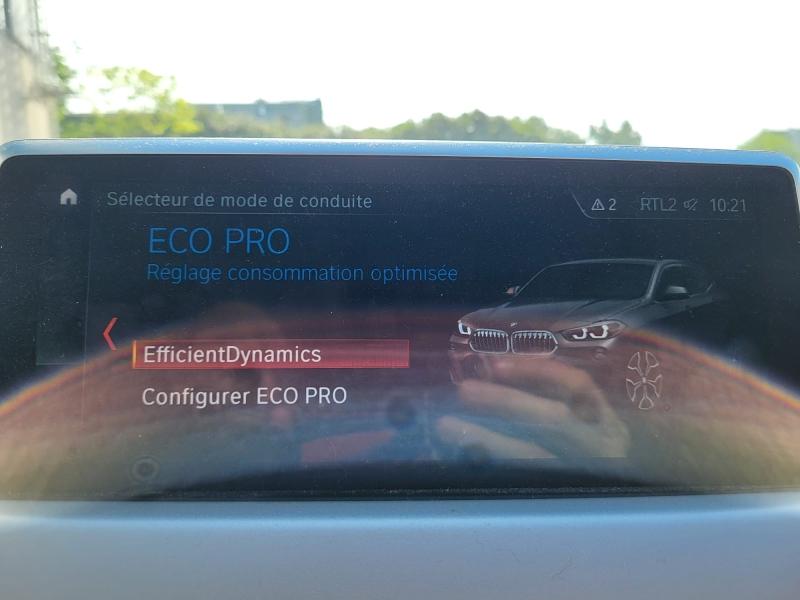 Sélecteur de mode de conduite
2 RTL2 10:21
ECO PRO
Réglage consommation optimisée
EfficientDynamics
Configurer ECO PRO